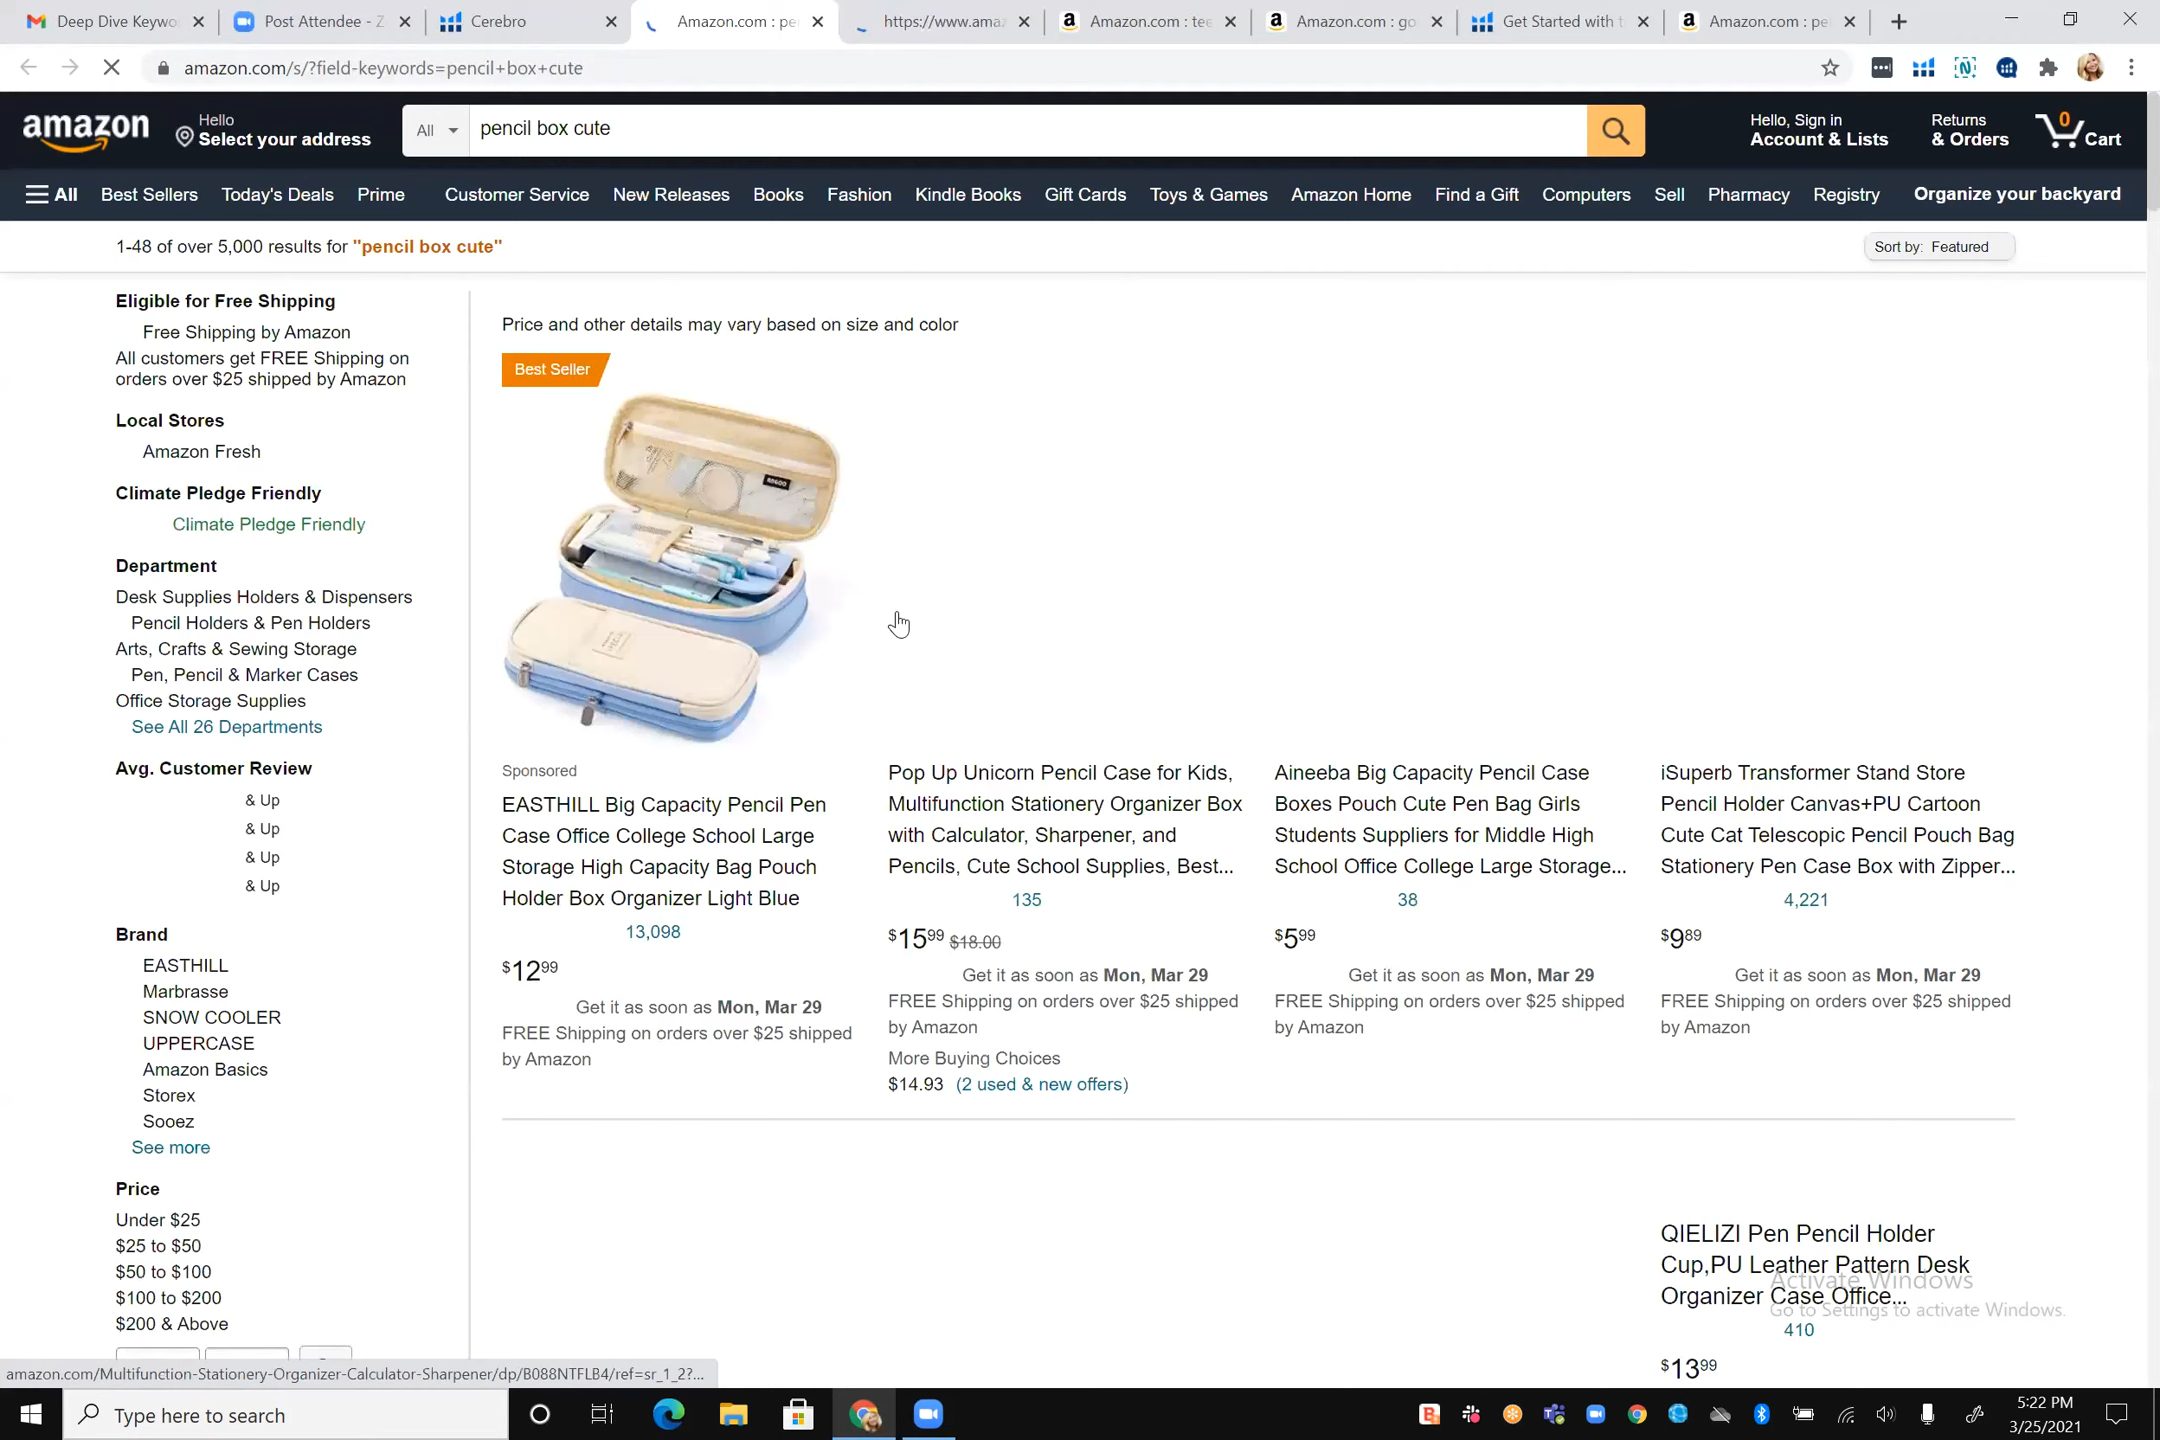 Deep Dive Keywo
Post Attendee - Z
Cerebro
Amazon.com : pe
https://www.amaz
Amazon.com : tee
Amazon.com : go
Get Started with t
Amazon.com : pe
amazon.com/s/?field-keywords=pencil+box+cute
amazon
Hello
Select your address
All
pencil box cute
Hello, Sign in
Account & Lists
Returns
& Orders
0
Cart
All
Best Sellers
Today's Deals
Prime
Customer Service
New Releases
Books
Fashion
Kindle Books
Gift Cards
Toys & Games
Amazon Home
Find a Gift
Computers
Sell
Pharmacy
Registry
Organize your backyard
1-48 of over 5,000 results for "pencil box cute"
Sort by: Featured
Eligible for Free Shipping
Free Shipping by Amazon
All customers get FREE Shipping on
orders over $25 shipped by Amazon
Local Stores
Amazon Fresh
Climate Pledge Friendly
Climate Pledge Friendly
Department
Desk Supplies Holders & Dispensers
Pencil Holders & Pen Holders
Arts, Crafts & Sewing Storage
Pen, Pencil & Marker Cases
Office Storage Supplies
See All 26 Departments
Avg. Customer Review
& Up
& Up
& Up
& Up
Brand
EASTHILL
Marbrasse
SNOW COOLER
UPPERCASE
Amazon Basics
Storex
Sooez
See more
Price
Under $25
$25 to $50
$50 to $100
$100 to $200
$200 & Above
Price and other details may vary based on size and color
Best Seller
Sponsored
EASTHILL Big Capacity Pencil Pen
Case Office College School Large
Storage High Capacity Bag Pouch
Holder Box Organizer Light Blue
13,098
$12.99
Get it as soon as Mon, Mar 29
FREE Shipping on orders over $25 shipped
by Amazon
Pop Up Unicorn Pencil Case for Kids,
Multifunction Stationery Organizer Box
with Calculator, Sharpener, and
Pencils, Cute School Supplies, Best...
135
$15.99 $18.00
Get it as soon as Mon, Mar 29
FREE Shipping on orders over $25 shipped
by Amazon
More Buying Choices
$14.93 (2 used & new offers)
Aineeba Big Capacity Pencil Case
Boxes Pouch Cute Pen Bag Girls
Students Suppliers for Middle High
School Office College Large Storage...
38
$5.99
Get it as soon as Mon, Mar 29
FREE Shipping on orders over $25 shipped
by Amazon
iSuperb Transformer Stand Store
Pencil Holder Canvas+PU Cartoon
Cute Cat Telescopic Pencil Pouch Bag
Stationery Pen Case Box with Zipper...
4,221
$9.89
Get it as soon as Mon, Mar 29
FREE Shipping on orders over $25 shipped
by Amazon
QIELIZI Pen Pencil Holder
Cup,PU Leather Pattern Desk
Organizer Case Office...
410
$13.99
Activate Windows
Go to Settings to activate Windows.
amazon.com/Multifunction-Stationery-Organizer-Calculator-Sharpener/dp/B088NTFLB4/ref=sr_1_2?...
Type here to search
5:22 PM
3/25/2021